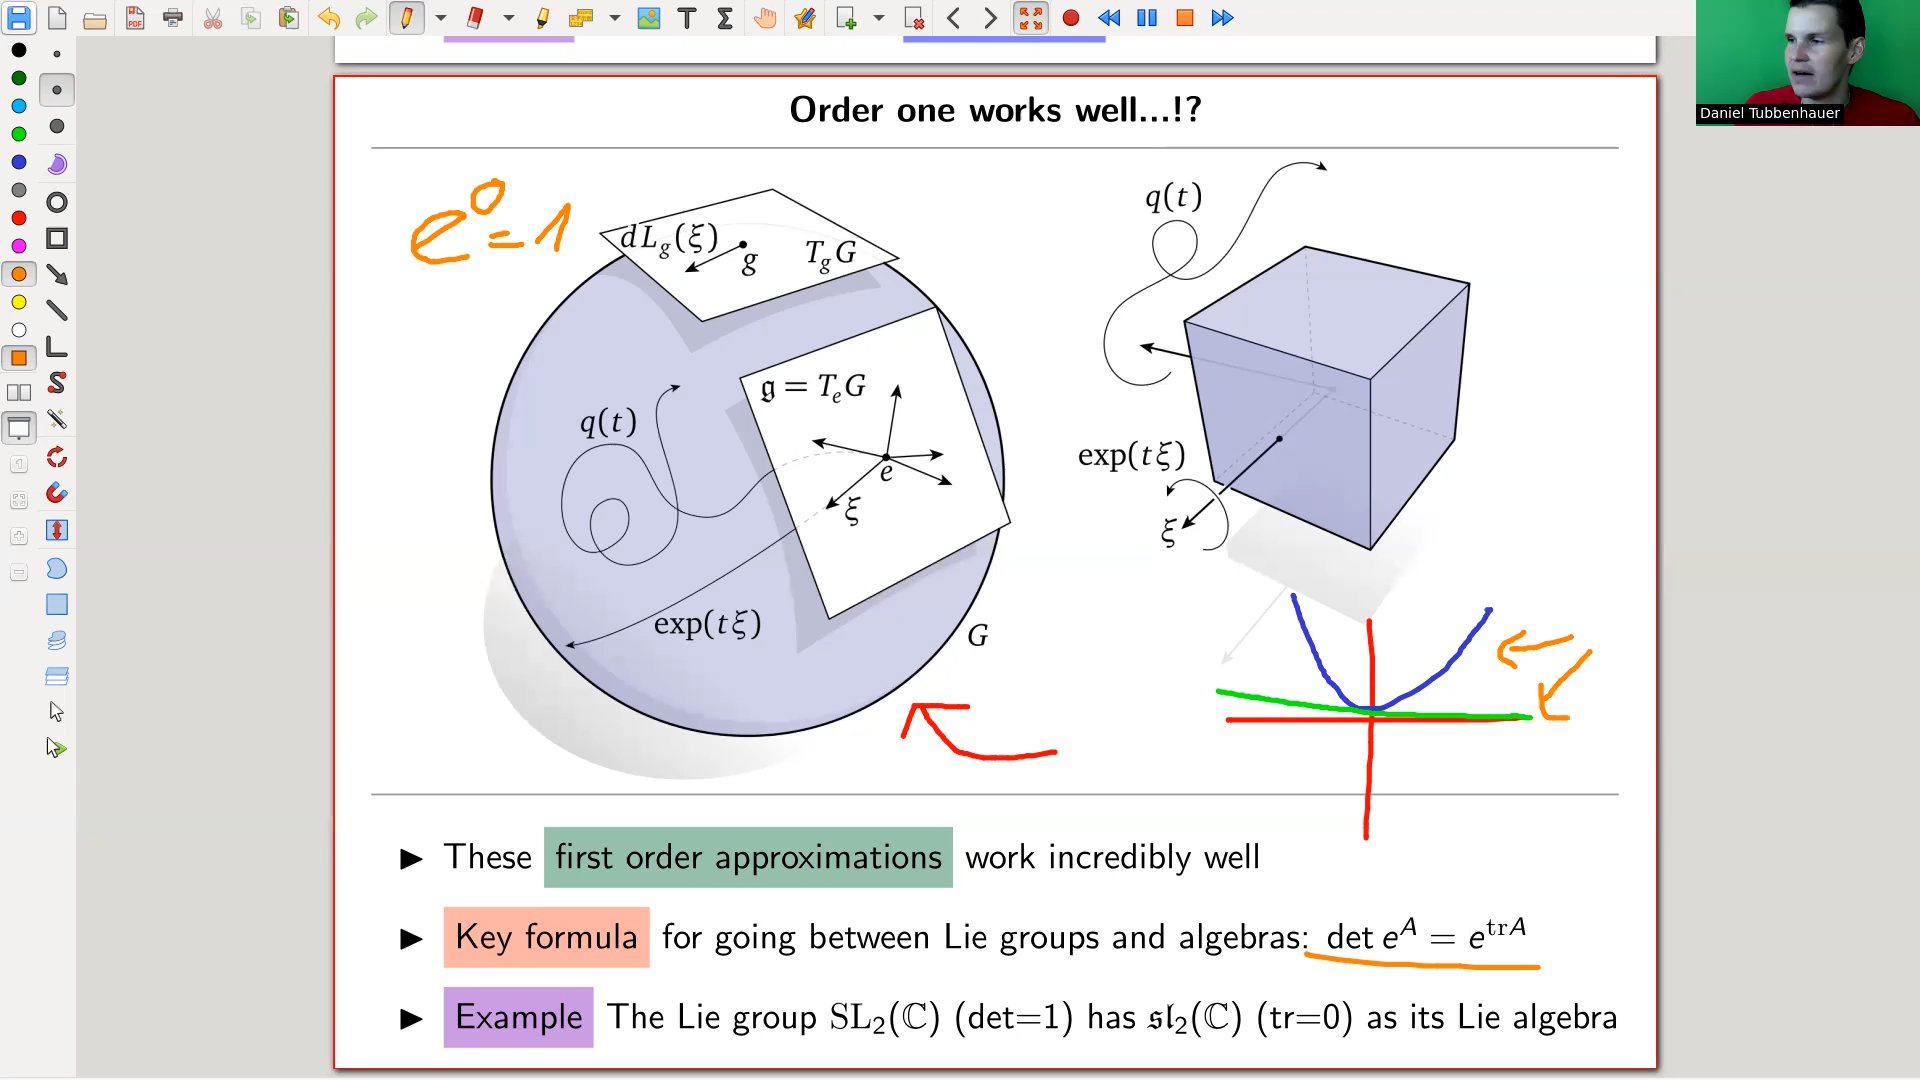 Daniel Tubbenhauer
Order one works well...!?
e⁰ = 1
dL_g(ξ)
g
T_gG
q(t)
𝔤 = T_eG
e
ξ
q(t)
exp(tξ)
G
exp(tξ)
ξ
▶ These first order approximations work incredibly well
▶ Key formula for going between Lie groups and algebras: det e^A = e^{trA}
▶ Example The Lie group SL₂(ℂ) (det=1) has 𝔰𝔩₂(ℂ) (tr=0) as its Lie algebra